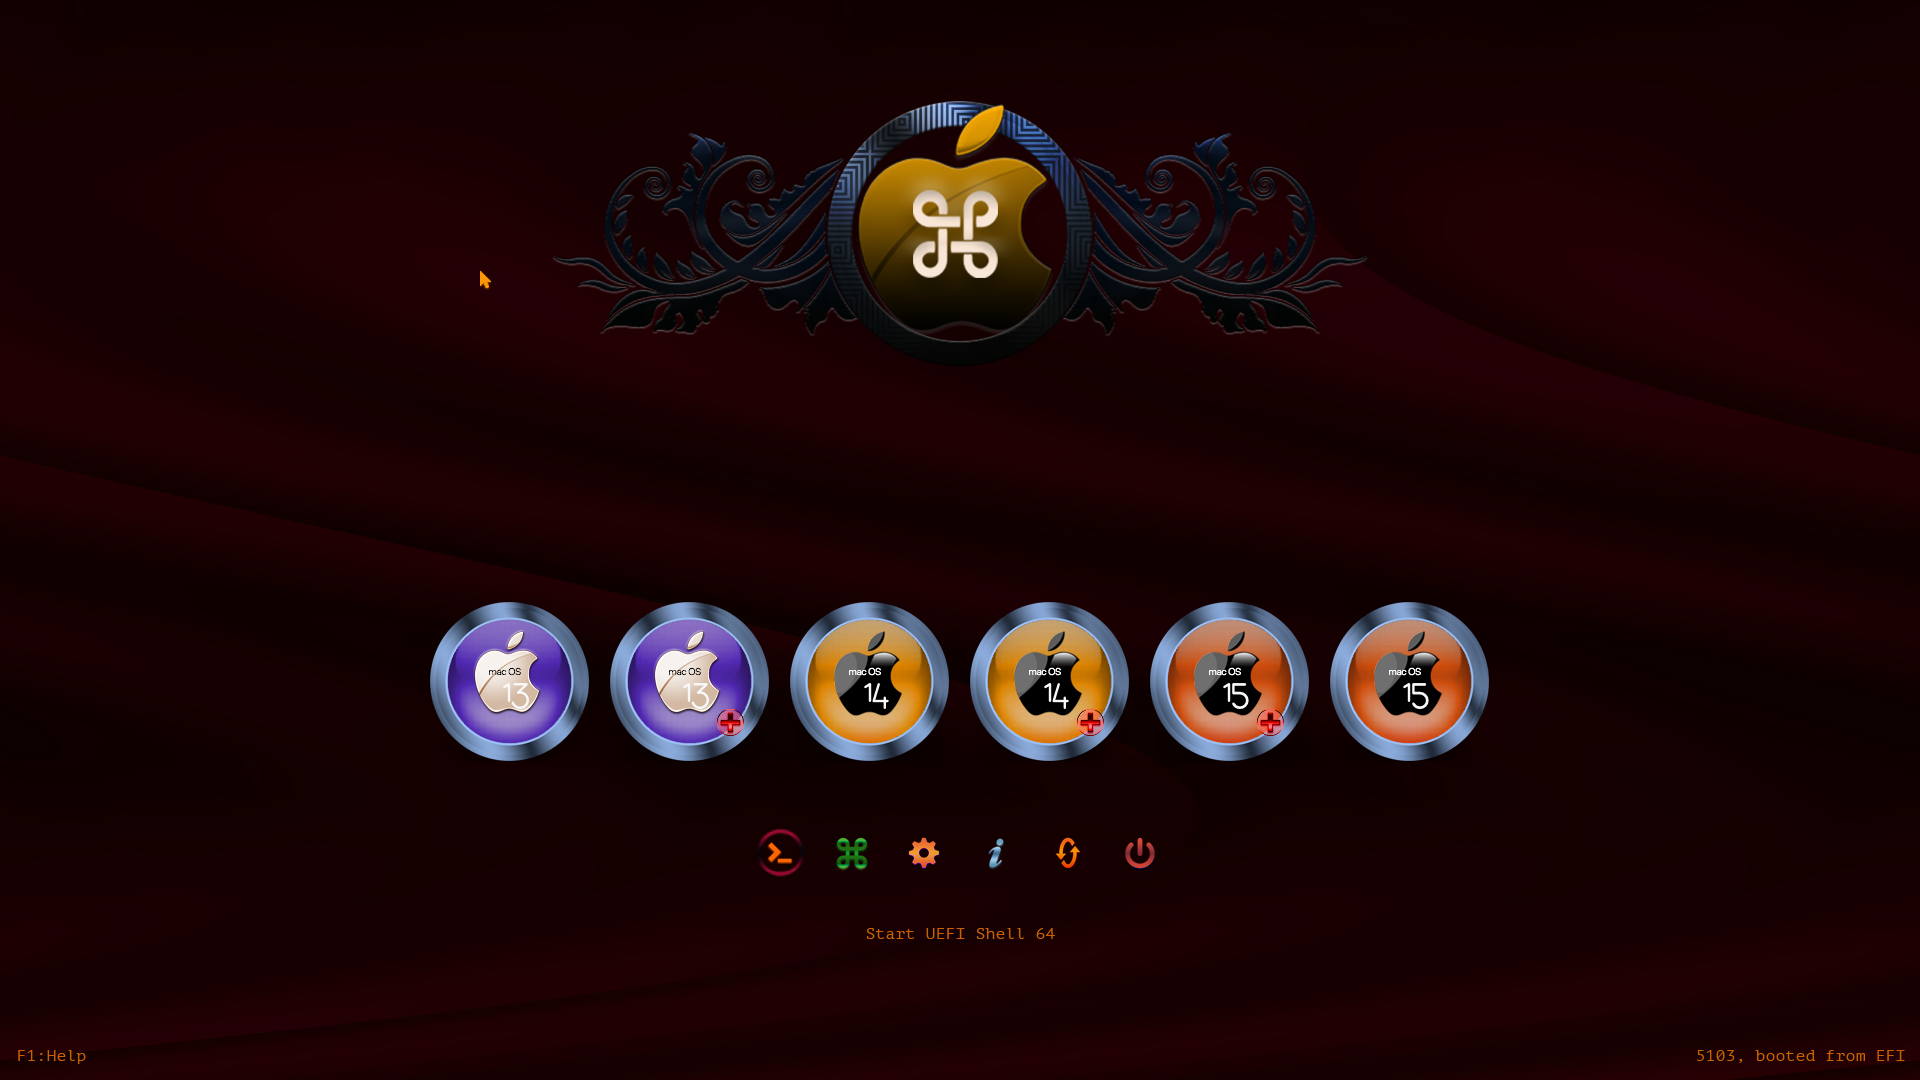 mac OS
13
mac OS
13
mac OS
14
mac OS
14
mac OS
15
mac OS
15
Start UEFI Shell 64
F1:Help
5103, booted from EFI